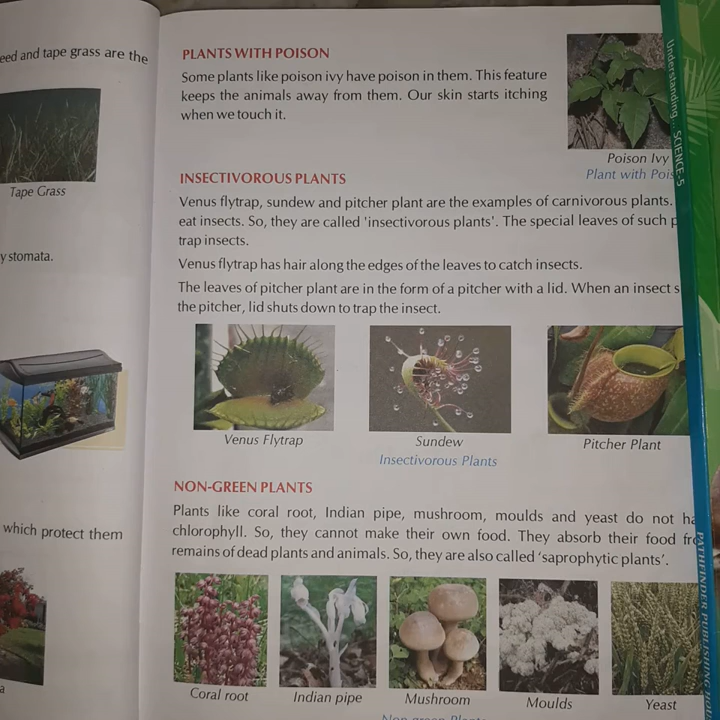 eed and tape grass are the
Tape Grass
y stomata.
which protect them
a
PLANTS WITH POISON
Some plants like poison ivy have poison in them. This feature
keeps the animals away from them. Our skin starts itching
when we touch it.
Poison Ivy
Plant with Pois
INSECTIVOROUS PLANTS
Venus flytrap, sundew and pitcher plant are the examples of carnivorous plants.
eat insects. So, they are called 'insectivorous plants'. The special leaves of such p
trap insects.
Venus flytrap has hair along the edges of the leaves to catch insects.
The leaves of pitcher plant are in the form of a pitcher with a lid. When an insect s
the pitcher, lid shuts down to trap the insect.
Venus Flytrap
Sundew
Pitcher Plant
Insectivorous Plants
NON-GREEN PLANTS
Plants like coral root, Indian pipe, mushroom, moulds and yeast do not ha
chlorophyll. So, they cannot make their own food. They absorb their food fro
remains of dead plants and animals. So, they are also called ‘saprophytic plants’.
Coral root
Indian pipe
Mushroom
Moulds
Yeast
Non-green Plants
Understanding... SCIENCE-5
PATHFINDER PUBLISHING HOU